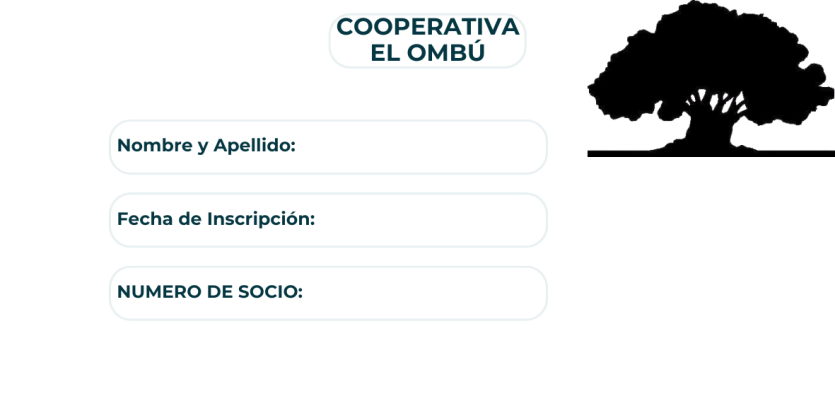 COOPERATIVA
EL OMBÚ
Nombre y Apellido:
Fecha de Inscripción:
NUMERO DE SOCIO: